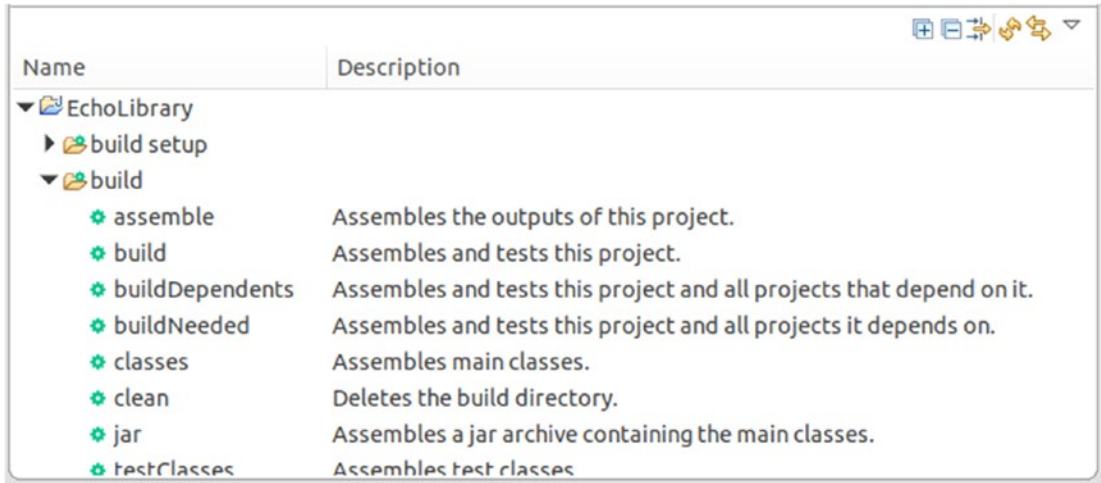 Name Description
EchoLibrary
build setup
build
assemble Assembles the outputs of this project.
build Assembles and tests this project.
buildDependents Assembles and tests this project and all projects that depend on it.
buildNeeded Assembles and tests this project and all projects it depends on.
classes Assembles main classes.
clean Deletes the build directory.
jar Assembles a jar archive containing the main classes.
testClasses Assembles test classes